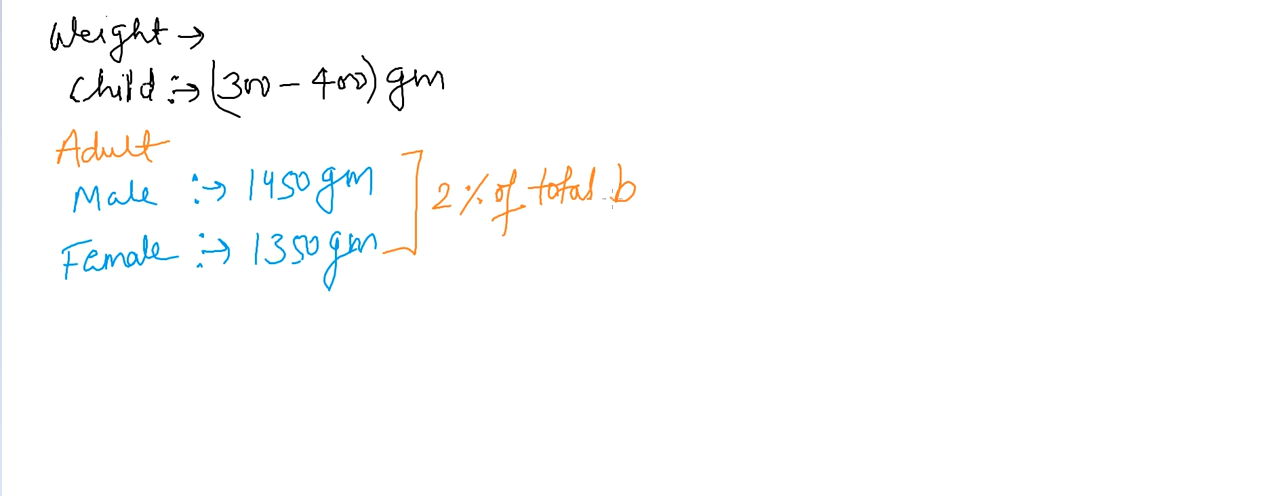 Weight →
Child :→ (300 - 400) gm
Adult
Male :→ 1450 gm
Female :→ 1350 gm
2% of total b